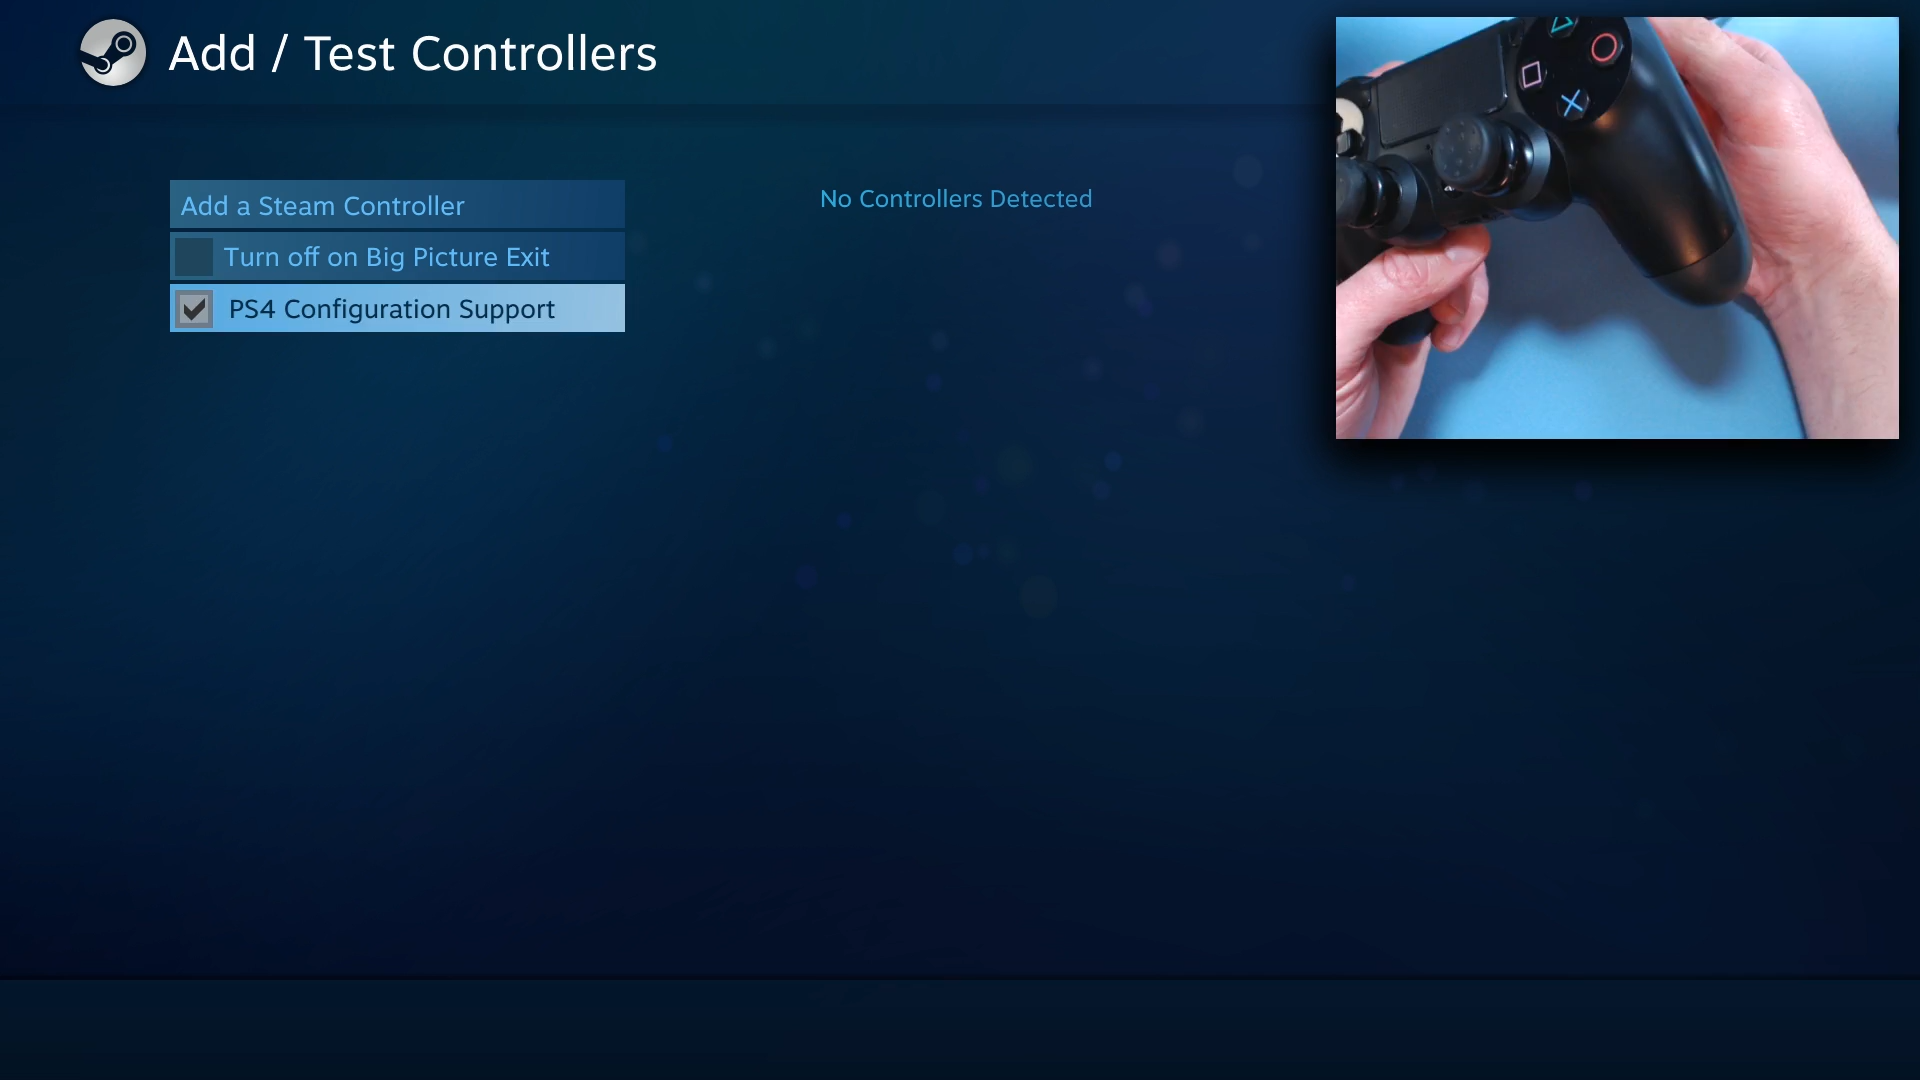 Add / Test Controllers
Add a Steam Controller
Turn off on Big Picture Exit
PS4 Configuration Support
No Controllers Detected